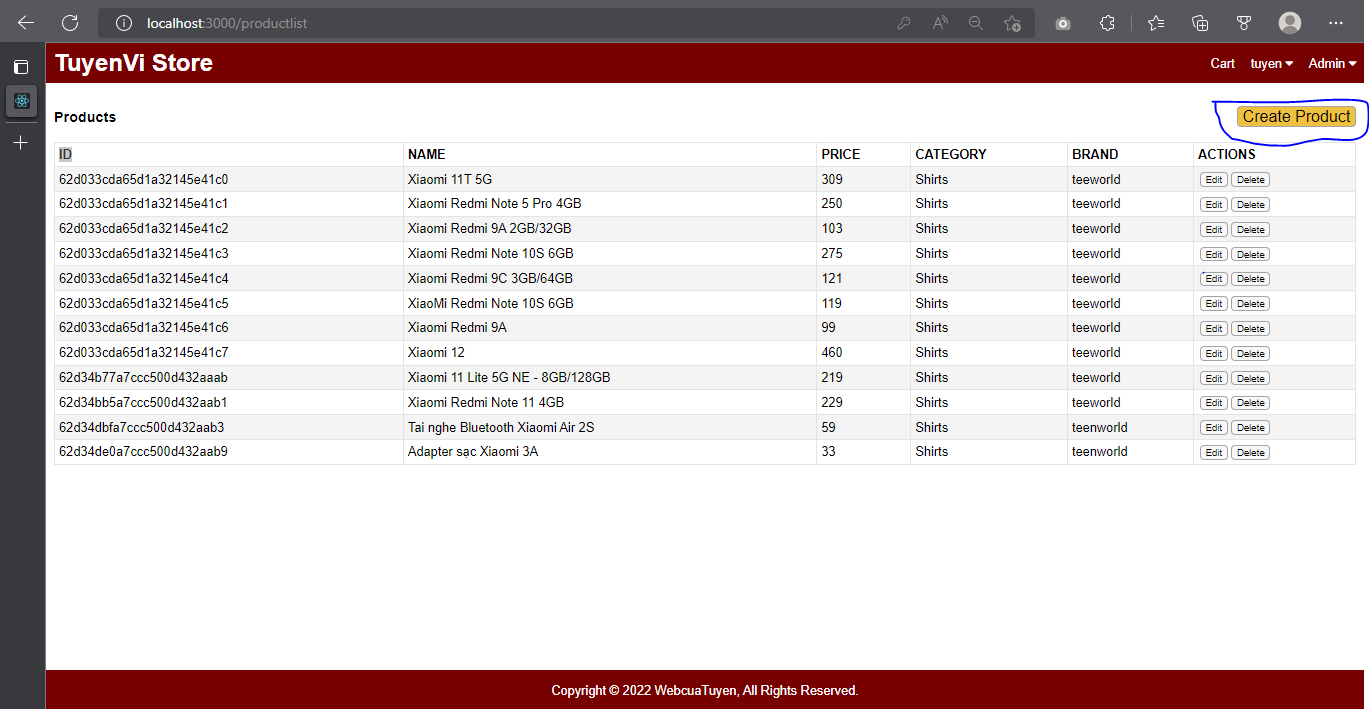 localhost:3000/productlist
TuyenVi Store
Cart tuyen Admin
Products
Create Product
ID NAME PRICE CATEGORY BRAND ACTIONS
62d033cda65d1a32145e41c0 Xiaomi 11T 5G 309 Shirts teeworld Edit Delete
62d033cda65d1a32145e41c1 Xiaomi Redmi Note 5 Pro 4GB 250 Shirts teeworld Edit Delete
62d033cda65d1a32145e41c2 Xiaomi Redmi 9A 2GB/32GB 103 Shirts teeworld Edit Delete
62d033cda65d1a32145e41c3 Xiaomi Redmi Note 10S 6GB 275 Shirts teeworld Edit Delete
62d033cda65d1a32145e41c4 Xiaomi Redmi 9C 3GB/64GB 121 Shirts teeworld Edit Delete
62d033cda65d1a32145e41c5 XiaoMi Redmi Note 10S 6GB 119 Shirts teeworld Edit Delete
62d033cda65d1a32145e41c6 Xiaomi Redmi 9A 99 Shirts teeworld Edit Delete
62d033cda65d1a32145e41c7 Xiaomi 12 460 Shirts teeworld Edit Delete
62d34b77a7ccc500d432aaab Xiaomi 11 Lite 5G NE - 8GB/128GB 219 Shirts teeworld Edit Delete
62d34bb5a7ccc500d432aab1 Xiaomi Redmi Note 11 4GB 229 Shirts teeworld Edit Delete
62d34dbfa7ccc500d432aab3 Tai nghe Bluetooth Xiaomi Air 2S 59 Shirts teenworld Edit Delete
62d34de0a7ccc500d432aab9 Adapter sạc Xiaomi 3A 33 Shirts teenworld Edit Delete
Copyright © 2022 WebcuaTuyen, All Rights Reserved.